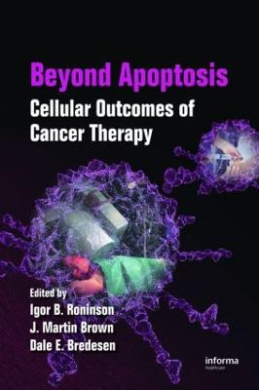 Beyond Apoptosis
Cellular Outcomes of
Cancer Therapy
Edited by
Igor B. Roninson
J. Martin Brown
Dale E. Bredesen
informa
healthcare